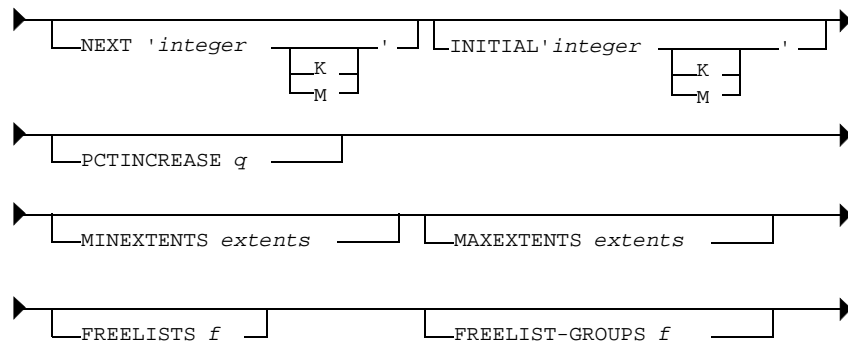 NEXT 'integer K M ' INITIAL'integer K M '
PCTINCREASE q
MINEXTENTS extents MAXEXTENTS extents
FREELISTS f FREELIST-GROUPS f